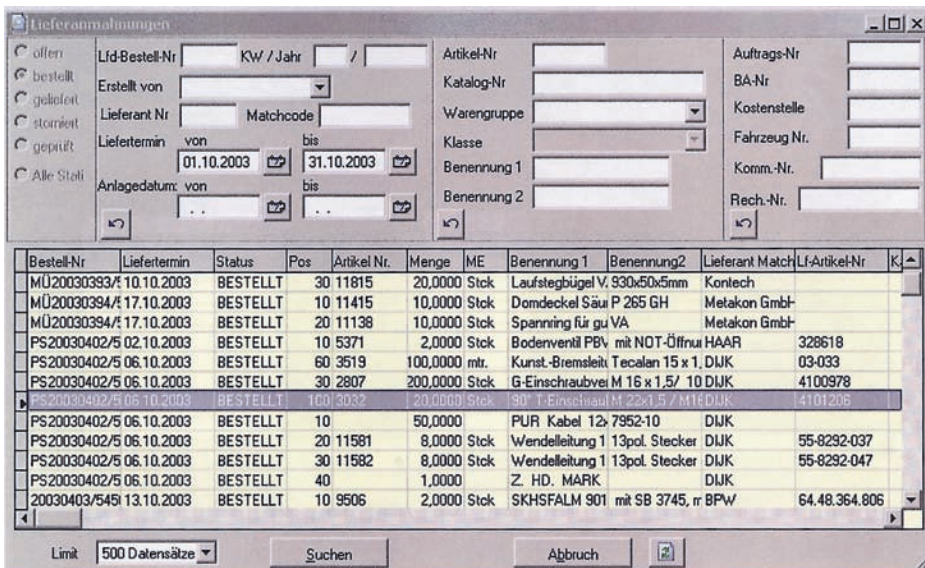 Lieferanmahnungen
offen
bestellt
geliefert
storniert
geprüft
Alle Stati
Lfd-Bestell-Nr KW / Jahr /
Erstellt von
Lieferant Nr Matchcode
Liefertermin von bis
01.10.2003 31.10.2003
Anlagedatum: von bis
. . . .
Artikel-Nr
Katalog-Nr
Warengruppe
Klasse
Benennung 1
Benennung 2
Auftrags-Nr
BA-Nr
Kostenstelle
Fahrzeug Nr.
Komm.-Nr.
Rech.-Nr.
Bestell-Nr Liefertermin Status Pos Artikel Nr. Menge ME Benennung 1 Benennung2 Lieferant Match Lf-Artikel-Nr
MÜ20030393/ 10.10.2003 BESTELLT 30 11815 20,0000 Stck Laufstegbügel V. 930x50x5mm Kontech
MÜ20030394/ 17.10.2003 BESTELLT 10 11415 10,0000 Stck Domdeckel Säu P 265 GH Metakon Gmb
MÜ20030394/ 17.10.2003 BESTELLT 20 11138 10,0000 Stck Spannring für gu VA Metakon Gmb
PS20030402/5 02.10.2003 BESTELLT 10 5371 2,0000 Stck Bodenventil PBV mit NOT-Öffnu HAAR 328618
PS20030402/5 06.10.2003 BESTELLT 60 3519 100,0000 mtr. Kunst.-Bremsleit Tecalan 15 x 1, DIJK 03-033
PS20030402/5 06.10.2003 BESTELLT 30 2807 200,0000 Stck G-Einschraubve M 16 x 1,5/ 10 DIJK 4100978
PS20030402/5 06.10.2003 BESTELLT 100 3032 20,0000 Stck 90° T-Einschraub M 22x1,5 / M16 DIJK 4101206
PS20030402/5 06.10.2003 BESTELLT 10 50,0000 PUR Kabel 12 7952-10 DIJK
PS20030402/5 06.10.2003 BESTELLT 20 11581 8,0000 Stck Wendelleitung 1 13pol. Stecker DIJK 55-8292-037
PS20030402/5 06.10.2003 BESTELLT 30 11582 8,0000 Stck Wendelleitung 1 13pol. Stecker DIJK 55-8292-047
PS20030402/5 06.10.2003 BESTELLT 40 1,0000 Z. HD. MARK DIJK
20030403/545 13.10.2003 BESTELLT 10 9506 2,0000 Stck SKHSFALM 901 mit SB 3745, m BPW 64.48.364.806
Limit 500 Datensätze Suchen Abbruch